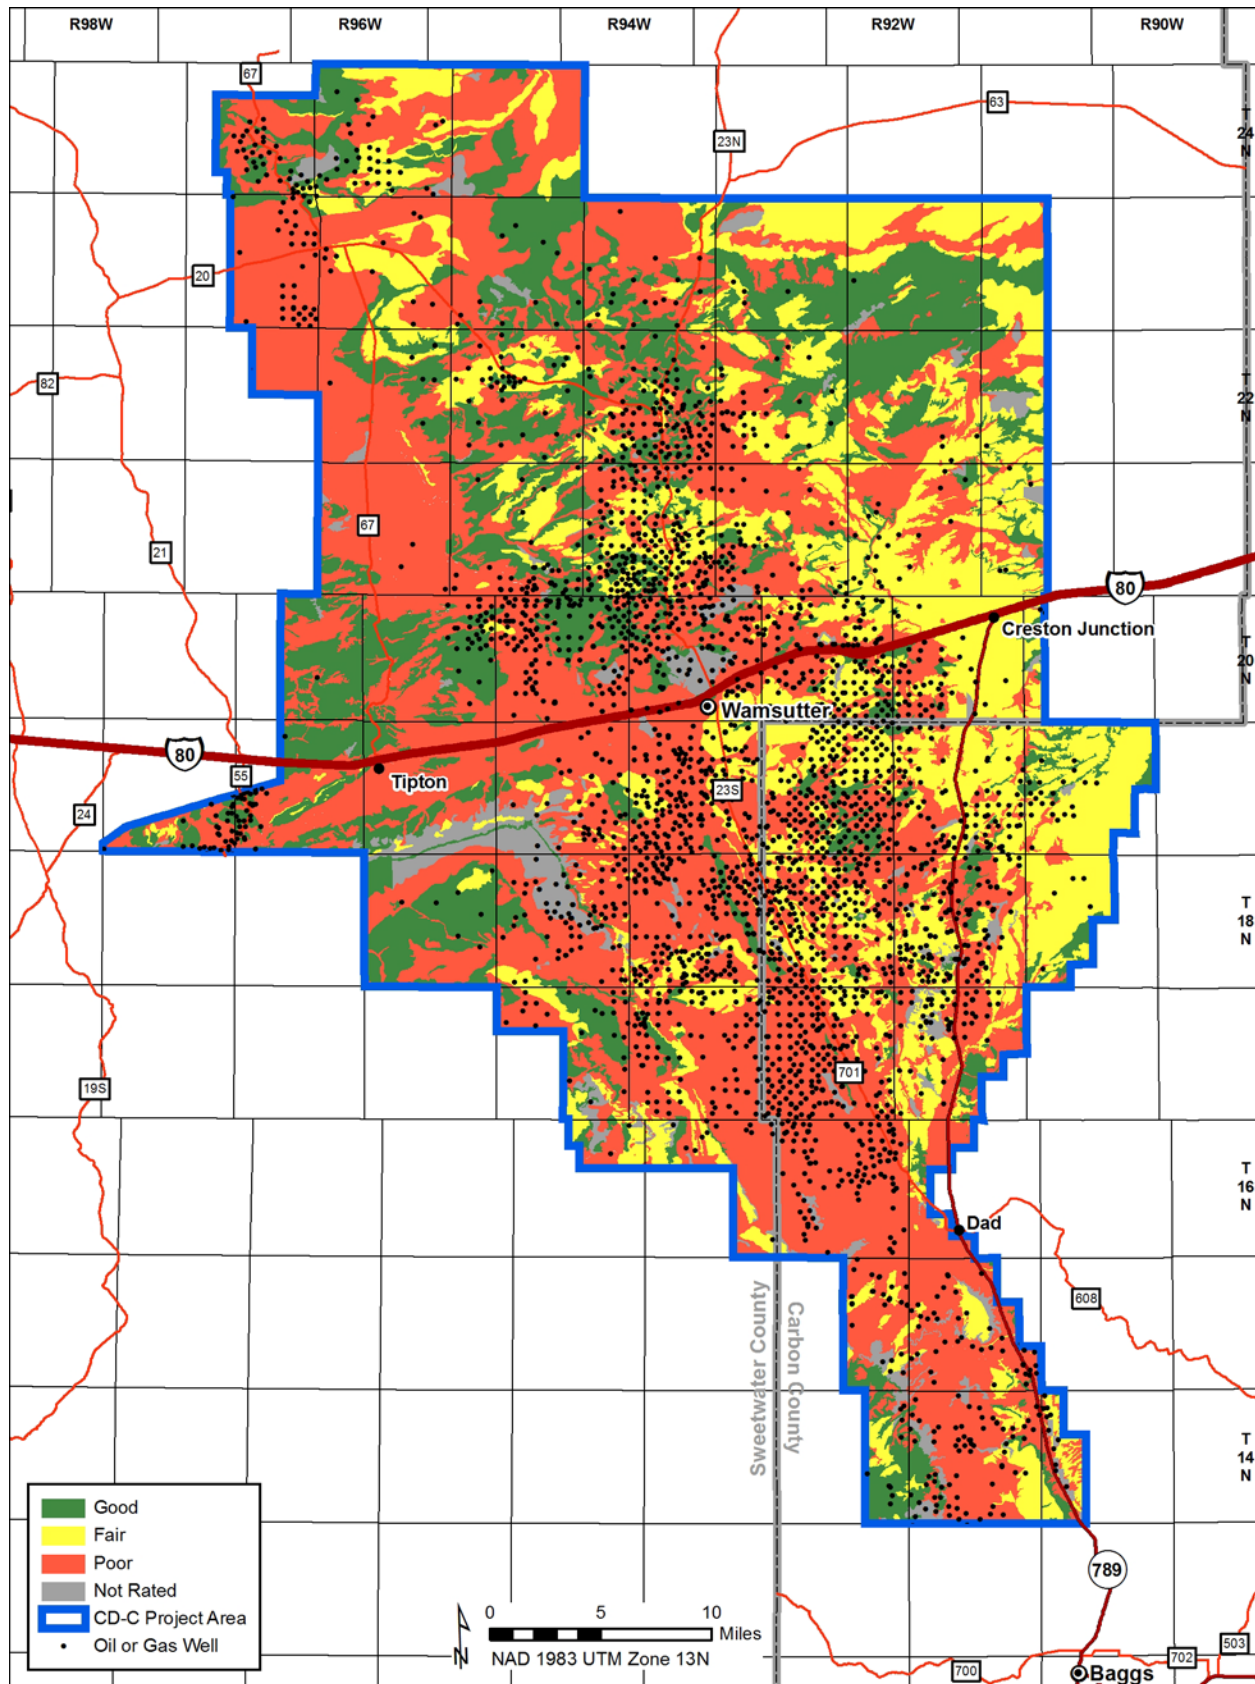 R98W
R96W
R94W
R92W
R90W
67
63
23N
T
24
N
20
82
T
22
N
67
21
80
Creston Junction
T
20
N
Wamsutter
80
55
Tipton
24
23S
T
18
N
19S
701
T
16
N
Dad
608
Sweetwater County
Carbon County
T
14
N
Good
Fair
Poor
Not Rated
CD-C Project Area
Oil or Gas Well
0 5 10
Miles
N
NAD 1983 UTM Zone 13N
789
503
702
700
Baggs